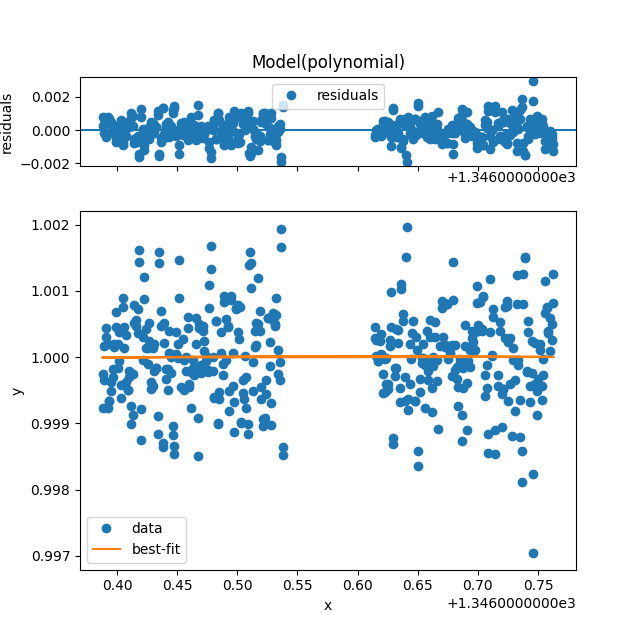 Model(polynomial)
residuals
0.002
0.000
−0.002
residuals
+1.3460000000e3
y
1.002
1.001
1.000
0.999
0.998
0.997
data
best-fit
0.40 0.45 0.50 0.55 0.60 0.65 0.70 0.75
x
+1.3460000000e3